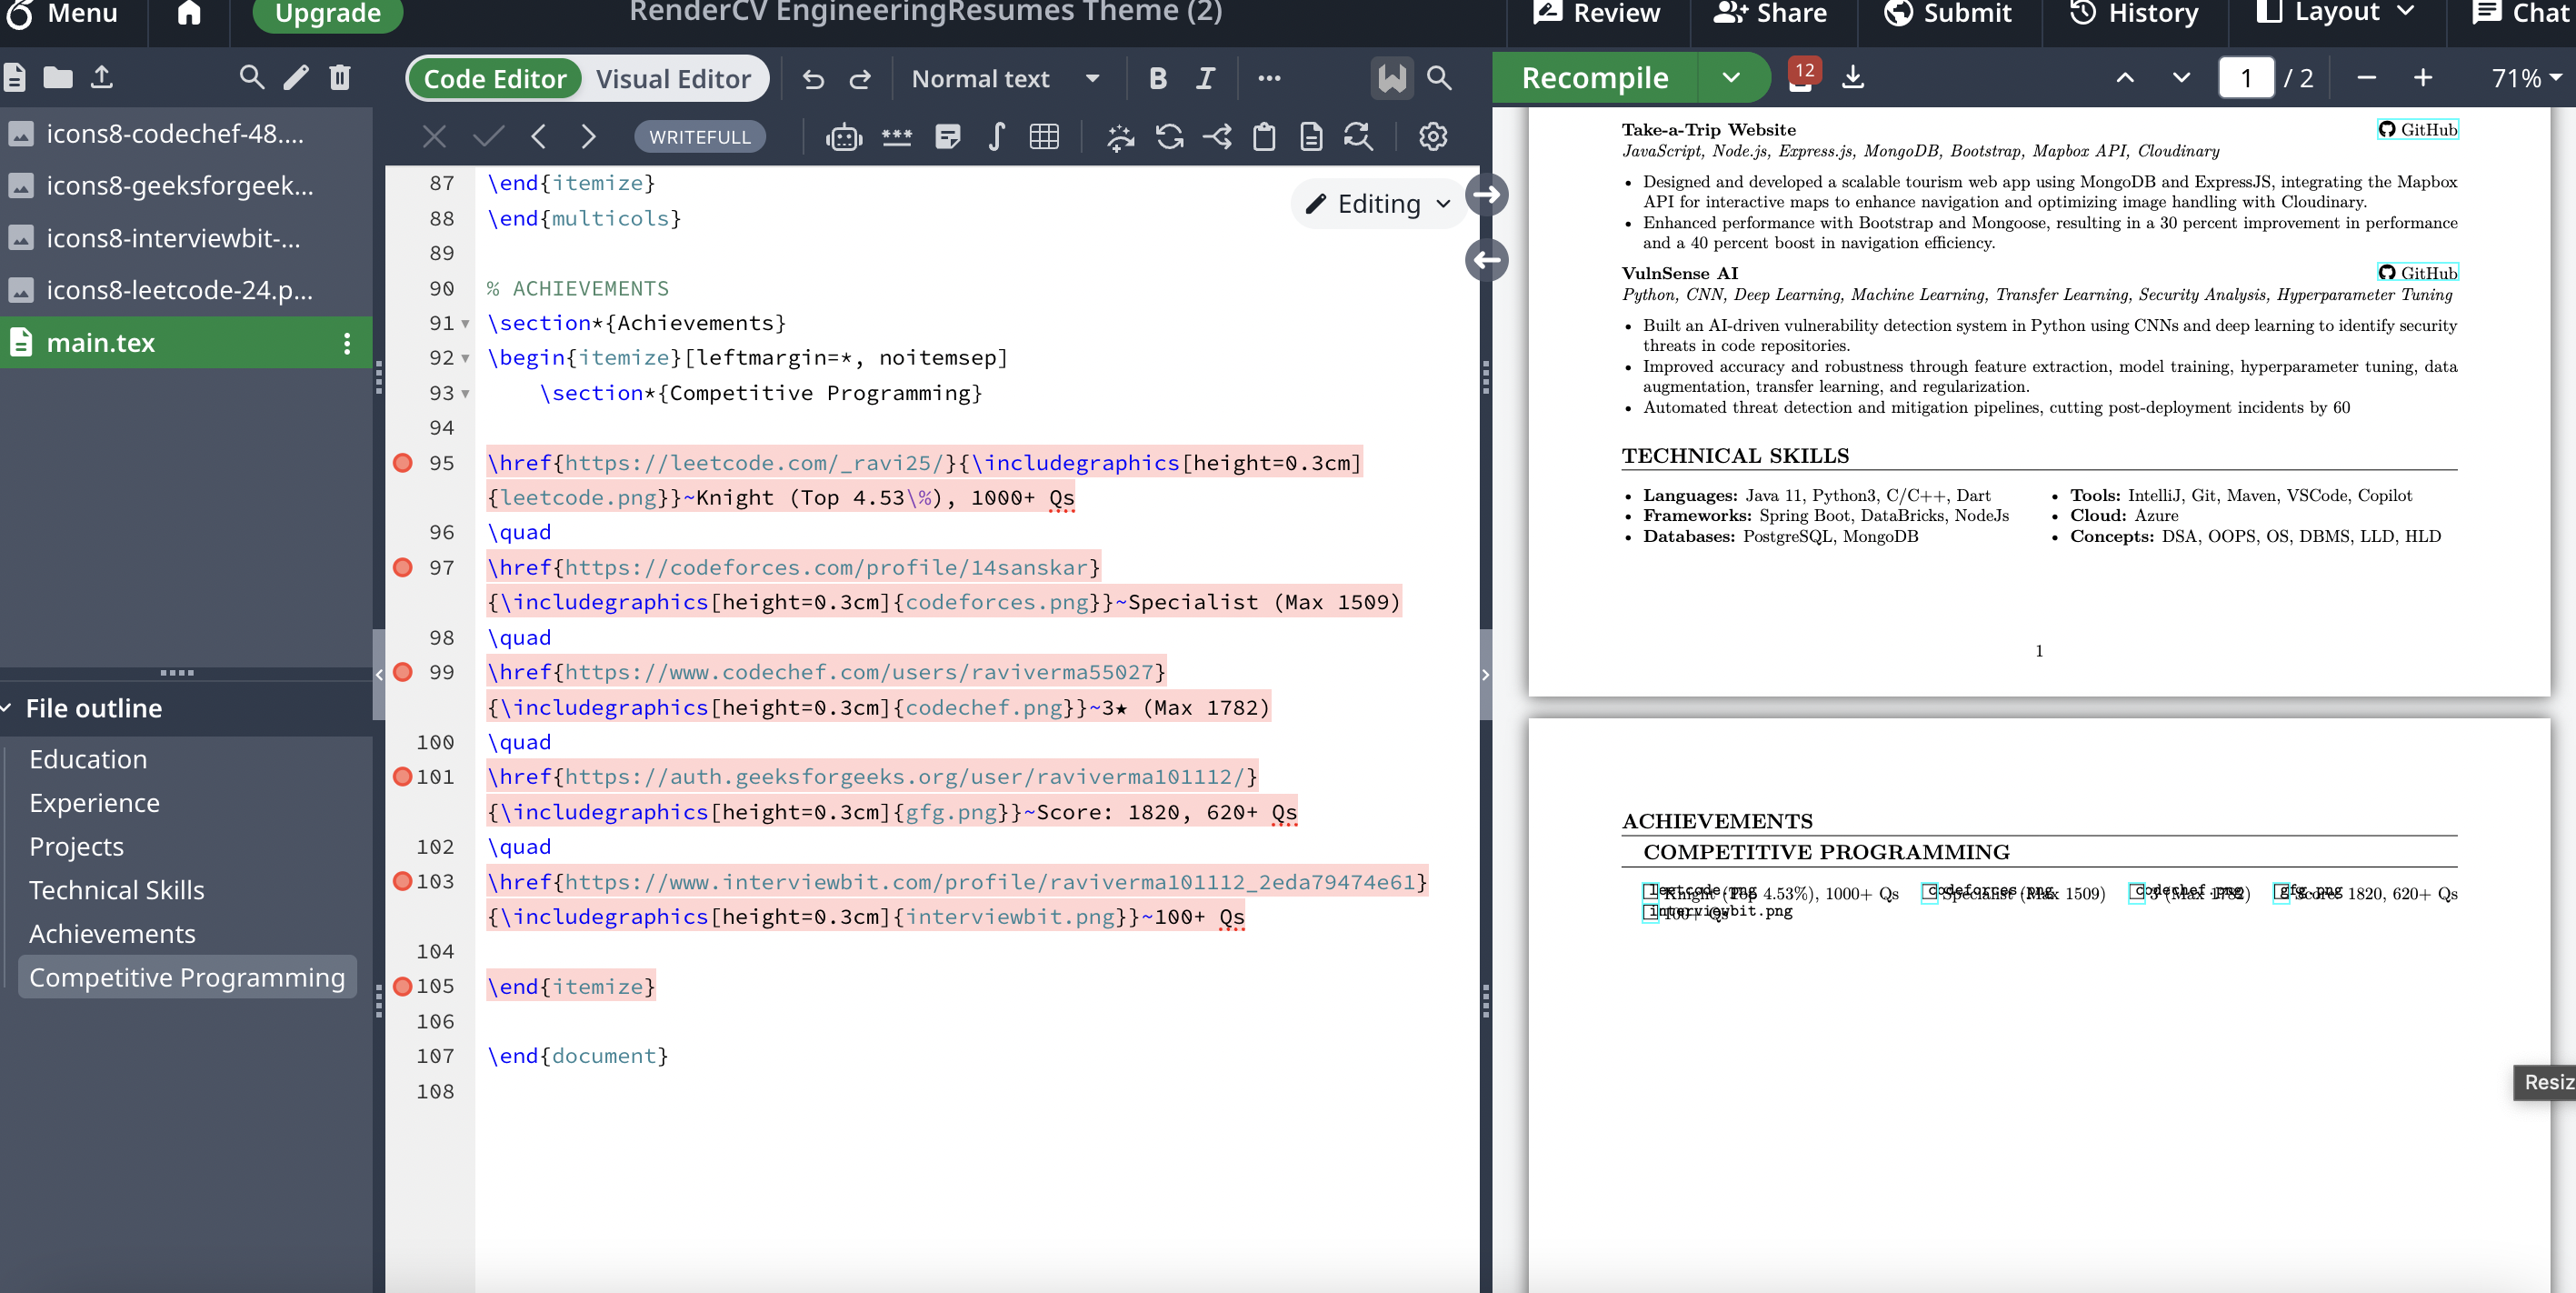 Menu
Upgrade
RenderCV EngineeringResumes Theme (2)
Review
Share
Submit
History
Layout
Chat
Code Editor
Visual Editor
Normal text
B
I
Recompile
12
1
/ 2
71%
WRITEFULL
icons8-codechef-48....
icons8-geeksforgeek...
icons8-interviewbit-...
icons8-leetcode-24.p...
main.tex
File outline
Education
Experience
Projects
Technical Skills
Achievements
Competitive Programming
Editing
87 \end{itemize}
88 \end{multicols}
89
90 % ACHIEVEMENTS
91 \section*{Achievements}
92 \begin{itemize}[leftmargin=*, noitemsep]
93 \section*{Competitive Programming}
94
95 \href{https://leetcode.com/_ravi25/}{\includegraphics[height=0.3cm]
{leetcode.png}}~Knight (Top 4.53\%), 1000+ Qs
96 \quad
97 \href{https://codeforces.com/profile/14sanskar}
{\includegraphics[height=0.3cm]{codeforces.png}}~Specialist (Max 1509)
98 \quad
99 \href{https://www.codechef.com/users/raviverma55027}
{\includegraphics[height=0.3cm]{codechef.png}}~3★ (Max 1782)
100 \quad
101 \href{https://auth.geeksforgeeks.org/user/raviverma101112/}
{\includegraphics[height=0.3cm]{gfg.png}}~Score: 1820, 620+ Qs
102 \quad
103 \href{https://www.interviewbit.com/profile/raviverma101112_2eda79474e61}
{\includegraphics[height=0.3cm]{interviewbit.png}}~100+ Qs
104
105 \end{itemize}
106
107 \end{document}
108
Take-a-Trip Website
GitHub
JavaScript, Node.js, Express.js, MongoDB, Bootstrap, Mapbox API, Cloudinary
• Designed and developed a scalable tourism web app using MongoDB and ExpressJS, integrating the Mapbox
API for interactive maps to enhance navigation and optimizing image handling with Cloudinary.
• Enhanced performance with Bootstrap and Mongoose, resulting in a 30 percent improvement in performance
and a 40 percent boost in navigation efficiency.
VulnSense AI
GitHub
Python, CNN, Deep Learning, Machine Learning, Transfer Learning, Security Analysis, Hyperparameter Tuning
• Built an AI-driven vulnerability detection system in Python using CNNs and deep learning to identify security
threats in code repositories.
• Improved accuracy and robustness through feature extraction, model training, hyperparameter tuning, data
augmentation, transfer learning, and regularization.
• Automated threat detection and mitigation pipelines, cutting post-deployment incidents by 60
TECHNICAL SKILLS
• Languages: Java 11, Python3, C/C++, Dart
• Frameworks: Spring Boot, DataBricks, NodeJs
• Databases: PostgreSQL, MongoDB
• Tools: IntelliJ, Git, Maven, VSCode, Copilot
• Cloud: Azure
• Concepts: DSA, OOPS, OS, DBMS, LLD, HLD
1
ACHIEVEMENTS
COMPETITIVE PROGRAMMING
leetcode.png Knight (Top 4.53%), 1000+ Qs codeforces.png Specialist (Max 1509) codechef.png 3 (Max 1782) gfg.png Score: 1820, 620+ Qs
interviewbit.png 100+ Qs
Resiz